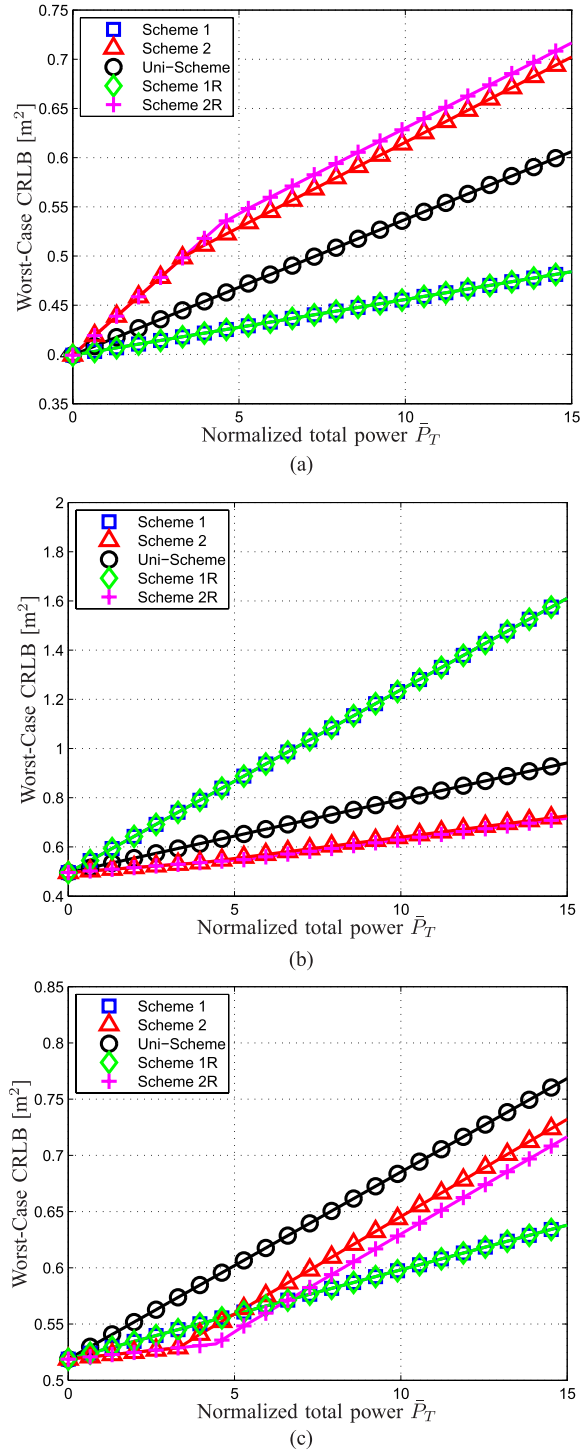 0.75
Scheme 1
Scheme 2
Uni−Scheme
Scheme 1R
Scheme 2R
0.7
0.65
0.6
0.55
0.5
0.45
0.4
0.35
Worst-Case CRLB [m²]
0 5 10 15
Normalized total power P̄_T
(a)
2
Scheme 1
Scheme 2
Uni−Scheme
Scheme 1R
Scheme 2R
1.8
1.6
1.4
1.2
1
0.8
0.6
0.4
Worst-Case CRLB [m²]
0 5 10 15
Normalized total power P̄_T
(b)
0.85
Scheme 1
Scheme 2
Uni−Scheme
Scheme 1R
Scheme 2R
0.8
0.75
0.7
0.65
0.6
0.55
0.5
Worst-Case CRLB [m²]
0 5 10 15
Normalized total power P̄_T
(c)